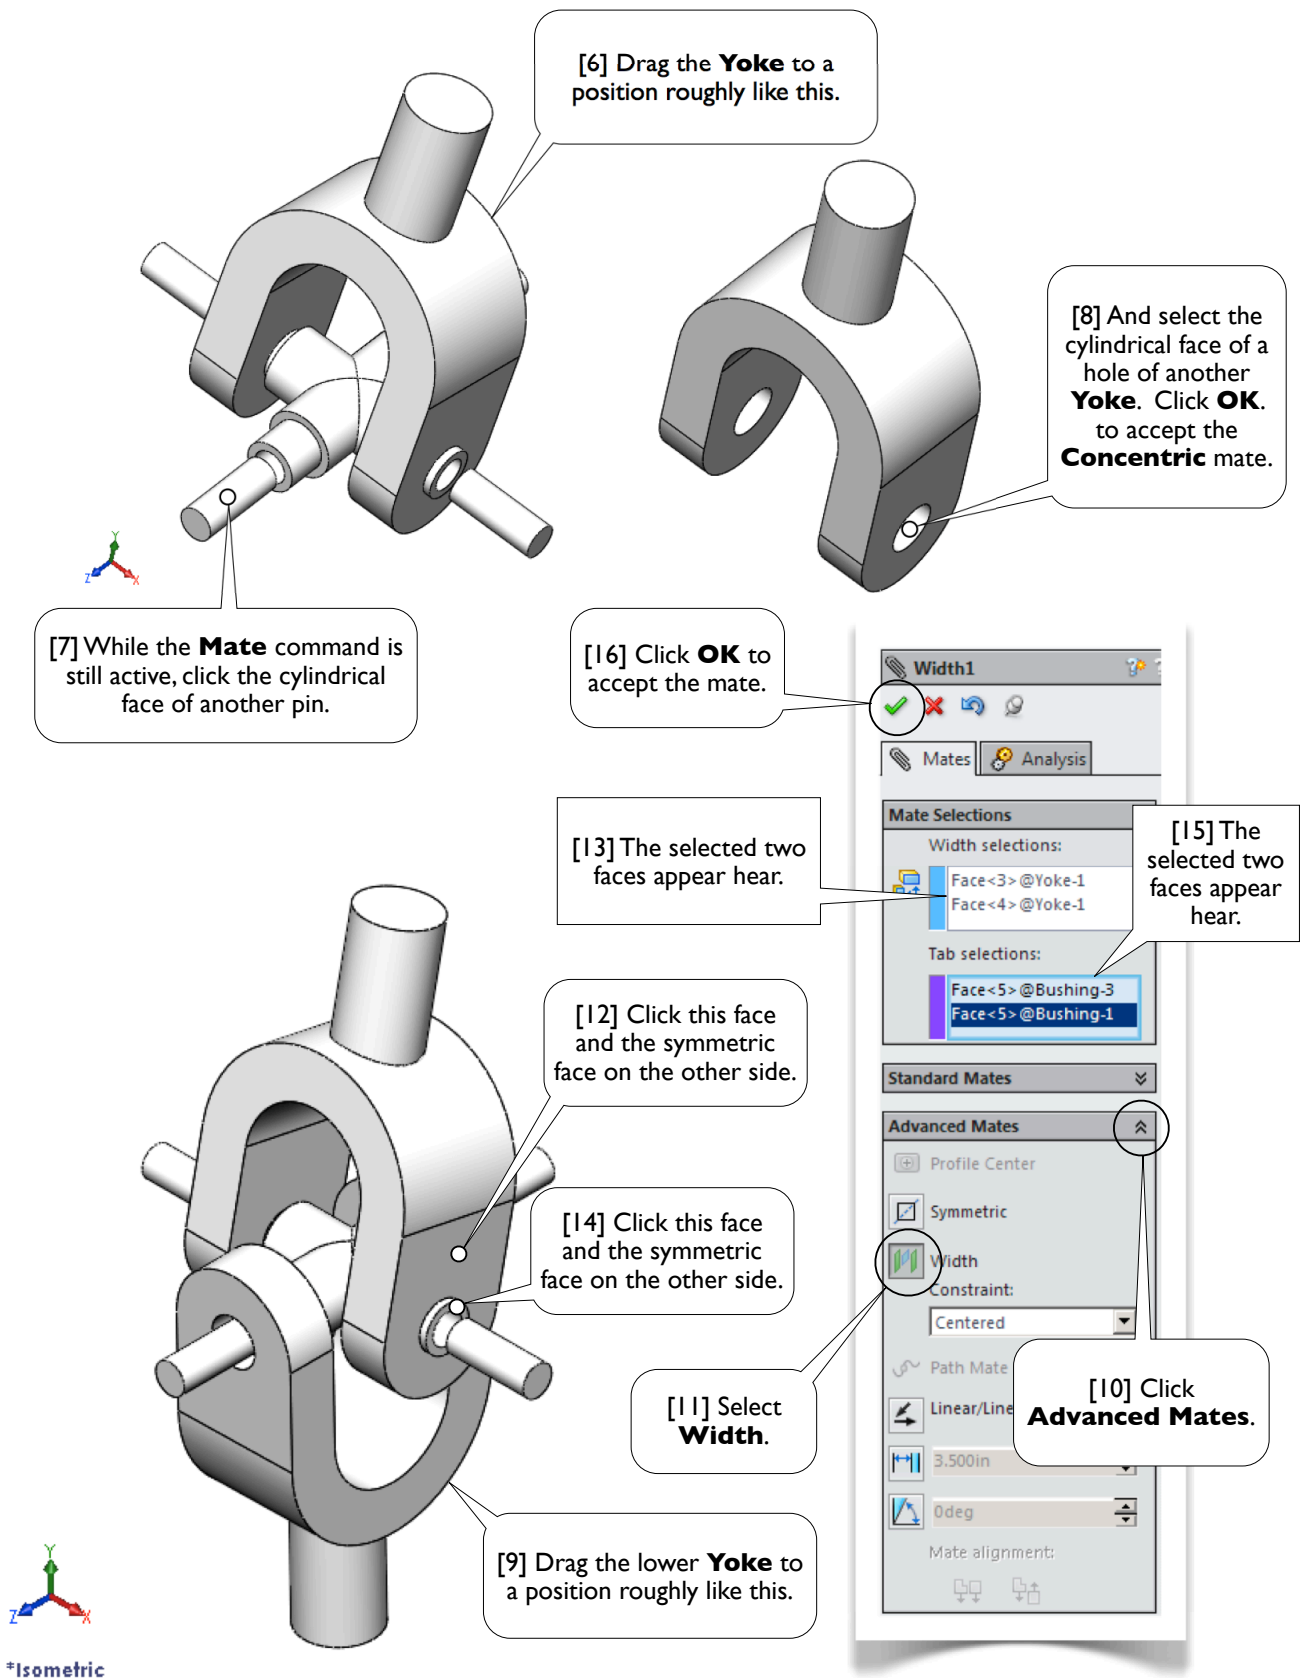 [6] Drag the Yoke to a
position roughly like this.
[8] And select the
cylindrical face of a
hole of another
Yoke. Click OK.
to accept the
Concentric mate.
Y
Z
X
[7] While the Mate command is
still active, click the cylindrical
face of another pin.
[16] Click OK to
accept the mate.
Width1
Mates
Analysis
[13] The selected two
faces appear hear.
Mate Selections
Width selections:
Face<3>@Yoke-1
Face<4>@Yoke-1
Tab selections:
Face<5>@Bushing-3
Face<5>@Bushing-1
[15] The
selected two
faces appear
hear.
[12] Click this face
and the symmetric
face on the other side.
[14] Click this face
and the symmetric
face on the other side.
Standard Mates
Advanced Mates
Profile Center
Symmetric
Width
Constraint:
Centered
Path Mate
Linear/Line
3.500in
0deg
Mate alignment:
[11] Select
Width.
[10] Click
Advanced Mates.
[9] Drag the lower Yoke to
a position roughly like this.
Y
Z
X
*Isometric